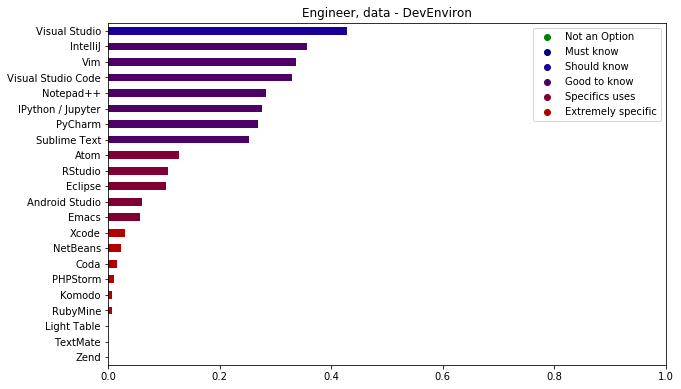 Engineer, data - DevEnviron
Visual Studio
IntelliJ
Vim
Visual Studio Code
Notepad++
IPython / Jupyter
PyCharm
Sublime Text
Atom
RStudio
Eclipse
Android Studio
Emacs
Xcode
NetBeans
Coda
PHPStorm
Komodo
RubyMine
Light Table
TextMate
Zend
Not an Option
Must know
Should know
Good to know
Specifics uses
Extremely specific
0.0 0.2 0.4 0.6 0.8 1.0